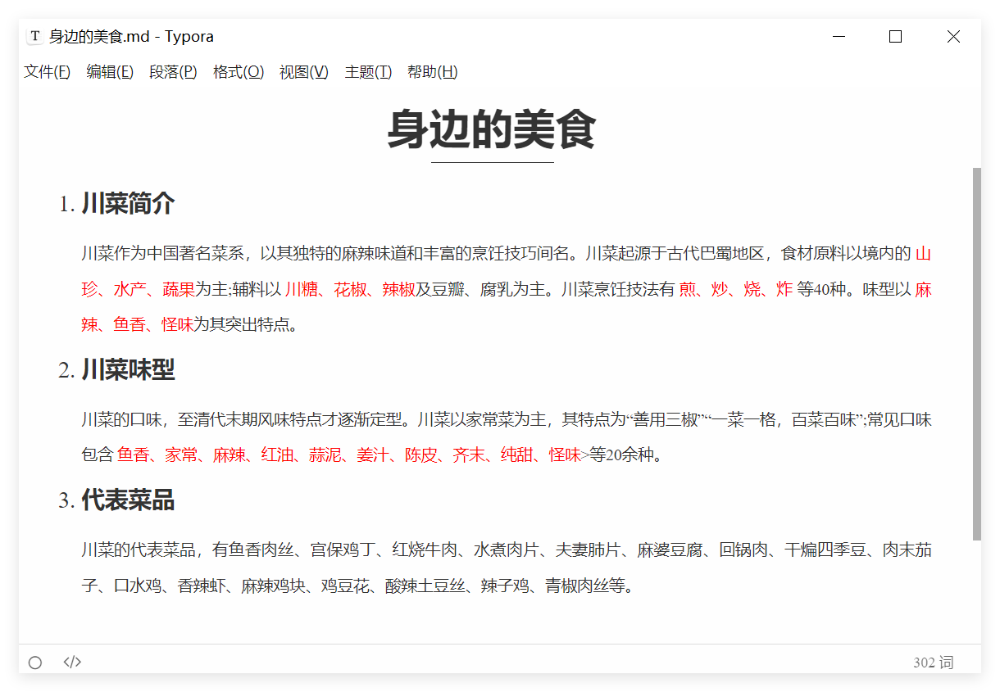 T 身边的美食.md - Typora
文件(F) 编辑(E) 段落(P) 格式(O) 视图(V) 主题(T) 帮助(H)
身边的美食
1. 川菜简介
川菜作为中国著名菜系，以其独特的麻辣味道和丰富的烹饪技巧间名。川菜起源于古代巴蜀地区，食材原料以境内的 山
珍、水产、蔬果为主;辅料以 川糖、花椒、辣椒及豆瓣、腐乳为主。川菜烹饪技法有 煎、炒、烧、炸 等40种。味型以 麻
辣、鱼香、怪味为其突出特点。
2. 川菜味型
川菜的口味，至清代末期风味特点才逐渐定型。川菜以家常菜为主，其特点为“善用三椒”“一菜一格，百菜百味”;常见口味
包含 鱼香、家常、麻辣、红油、蒜泥、姜汁、陈皮、齐末、纯甜、怪味>等20余种。
3. 代表菜品
川菜的代表菜品，有鱼香肉丝、宫保鸡丁、红烧牛肉、水煮肉片、夫妻肺片、麻婆豆腐、回锅肉、干煸四季豆、肉末茄
子、口水鸡、香辣虾、麻辣鸡块、鸡豆花、酸辣土豆丝、辣子鸡、青椒肉丝等。
302 词